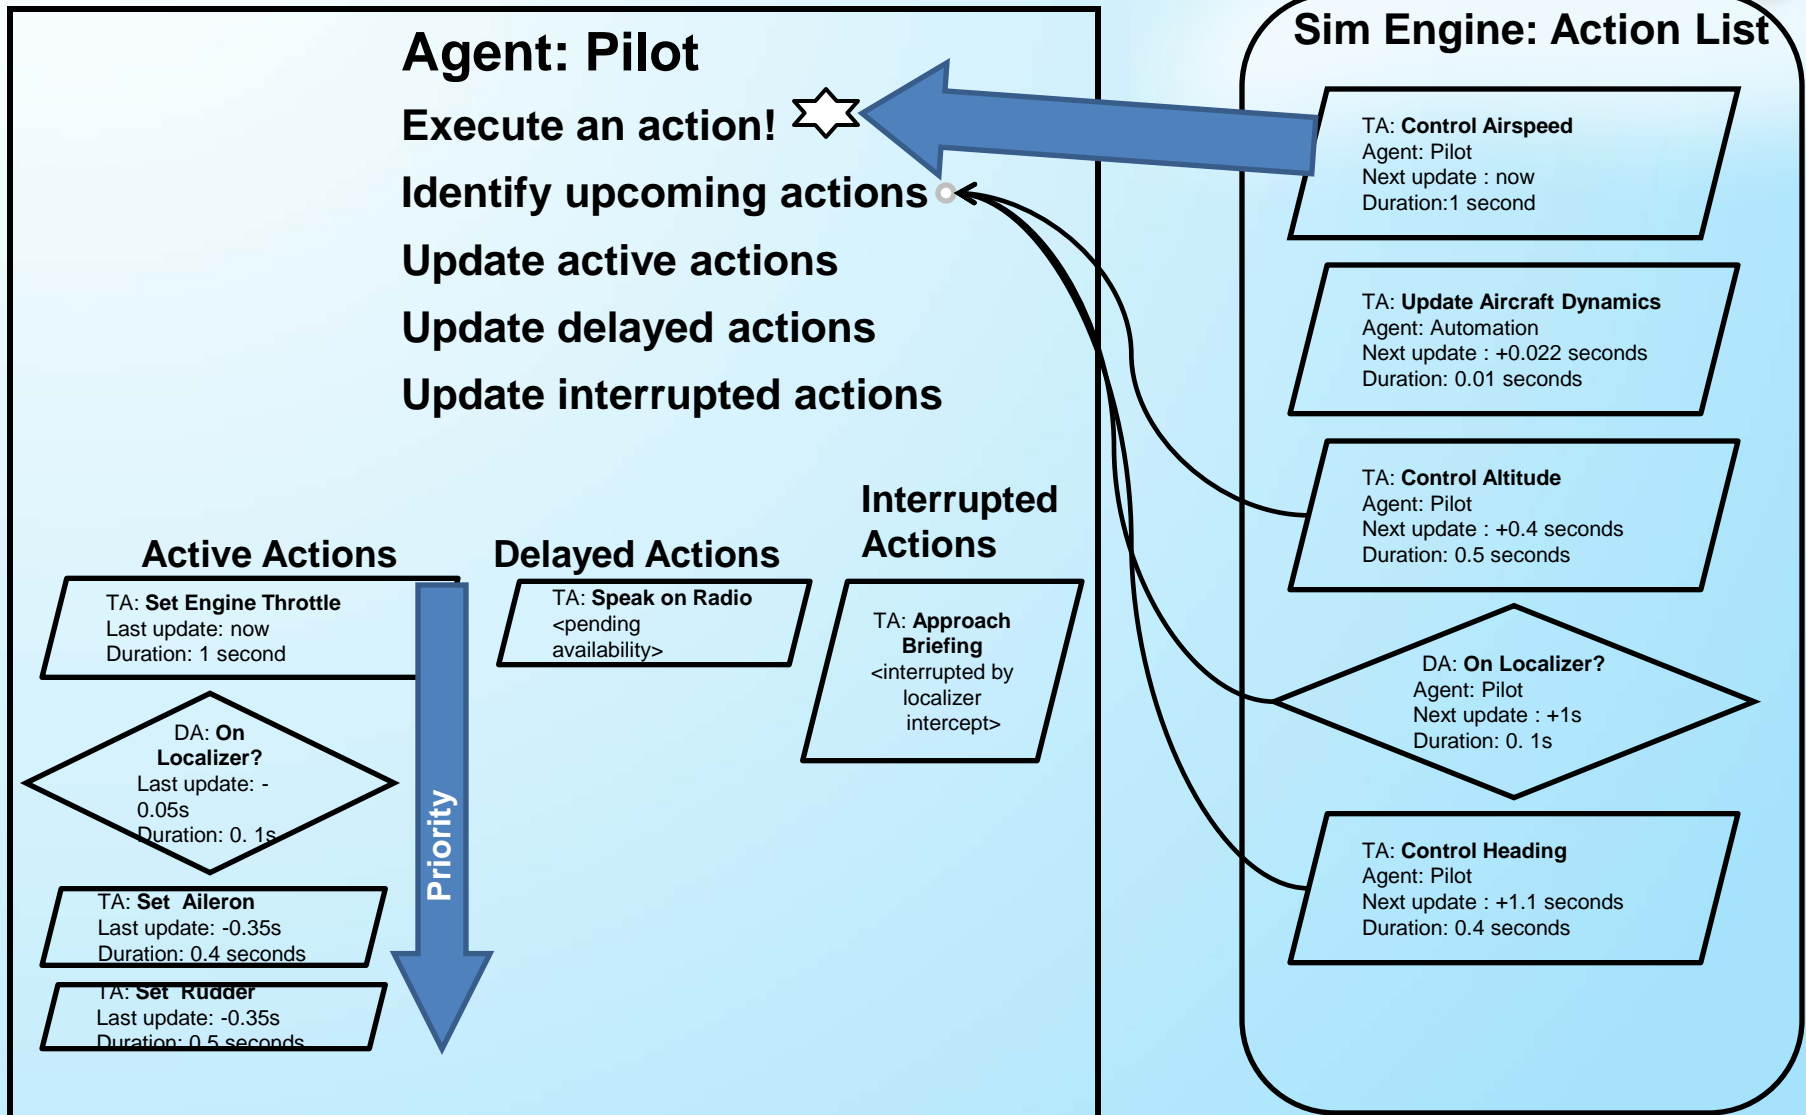 Agent: Pilot
Execute an action!
Identify upcoming actions
Update active actions
Update delayed actions
Update interrupted actions
Active Actions
TA: Set Engine Throttle
Last update: now
Duration: 1 second
DA: On
Localizer?
Last update: -
0.05s
Duration: 0. 1s
TA: Set  Aileron
Last update: -0.35s
Duration: 0.4 seconds
TA: Set  Rudder
Last update: -0.35s
Duration: 0.5 seconds
Priority
Delayed Actions
TA: Speak on Radio
<pending
availability>
Interrupted
Actions
TA: Approach
Briefing
<interrupted by
localizer
intercept>
Sim Engine: Action List
TA: Control Airspeed
Agent: Pilot
Next update : now
Duration:1 second
TA: Update Aircraft Dynamics
Agent: Automation
Next update : +0.022 seconds
Duration: 0.01 seconds
TA: Control Altitude
Agent: Pilot
Next update : +0.4 seconds
Duration: 0.5 seconds
DA: On Localizer?
Agent: Pilot
Next update : +1s
Duration: 0. 1s
TA: Control Heading
Agent: Pilot
Next update : +1.1 seconds
Duration: 0.4 seconds